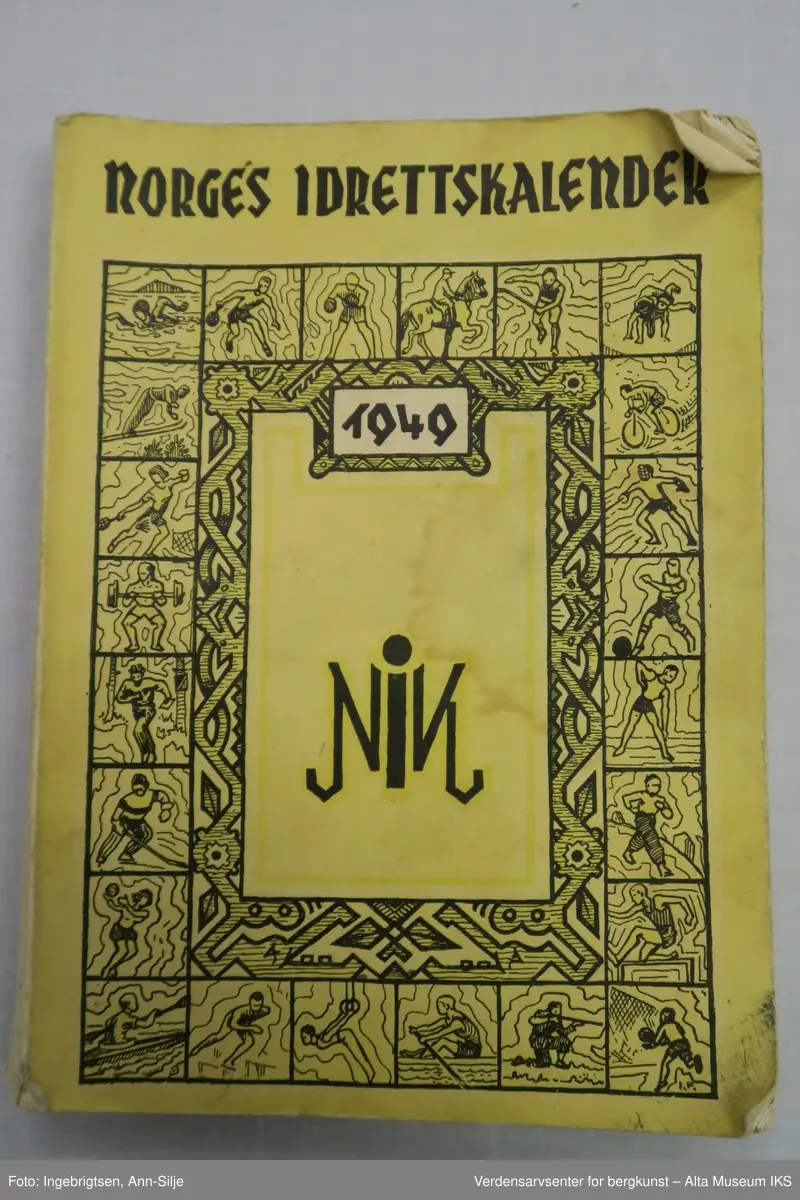 NORGES IDRETTSKALENDER
1949
NIK
Foto: Ingebrigtsen, Ann-Silje
Verdensarvsenter for bergkunst – Alta Museum IKS